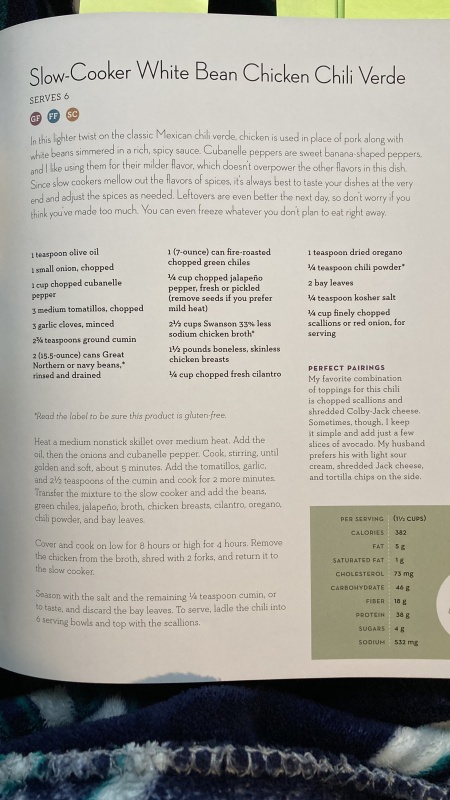 Slow-Cooker White Bean Chicken Chili Verde
SERVES 6
GF FF SC
In this lighter twist on the classic Mexican chili verde, chicken is used in place of pork along with
white beans simmered in a rich, spicy sauce. Cubanelle peppers are sweet banana-shaped peppers,
and I like using them for their milder flavor, which doesn't overpower the other flavors in this dish.
Since slow cookers mellow out the flavors of spices, it's always best to taste your dishes at the very
end and adjust the spices as needed. Leftovers are even better the next day, so don't worry if you
think you've made too much. You can even freeze whatever you don't plan to eat right away.
1 teaspoon olive oil
1 small onion, chopped
1 cup chopped cubanelle
pepper
3 medium tomatillos, chopped
3 garlic cloves, minced
2¾ teaspoons ground cumin
2 (15.5-ounce) cans Great
Northern or navy beans,*
rinsed and drained
1 (7-ounce) can fire-roasted
chopped green chiles
¼ cup chopped jalapeño
pepper, fresh or pickled
(remove seeds if you prefer
mild heat)
2½ cups Swanson 33% less
sodium chicken broth*
1½ pounds boneless, skinless
chicken breasts
¼ cup chopped fresh cilantro
1 teaspoon dried oregano
¼ teaspoon chili powder*
2 bay leaves
¼ teaspoon kosher salt
¼ cup finely chopped
scallions or red onion, for
serving
*Read the label to be sure this product is gluten-free.
Heat a medium nonstick skillet over medium heat. Add the
oil, then the onions and cubanelle pepper. Cook, stirring, until
golden and soft, about 5 minutes. Add the tomatillos, garlic,
and 2½ teaspoons of the cumin and cook for 2 more minutes.
Transfer the mixture to the slow cooker and add the beans,
green chiles, jalapeño, broth, chicken breasts, cilantro, oregano,
chili powder, and bay leaves.
Cover and cook on low for 8 hours or high for 4 hours. Remove
the chicken from the broth, shred with 2 forks, and return it to
the slow cooker.
Season with the salt and the remaining ¼ teaspoon cumin, or
to taste, and discard the bay leaves. To serve, ladle the chili into
6 serving bowls and top with the scallions.
PERFECT PAIRINGS
My favorite combination
of toppings for this chili
is chopped scallions and
shredded Colby-Jack cheese.
Sometimes, though, I keep
it simple and add just a few
slices of avocado. My husband
prefers his with light sour
cream, shredded Jack cheese,
and tortilla chips on the side.
PER SERVING (1½ CUPS)
CALORIES 382
FAT 5 g
SATURATED FAT 1 g
CHOLESTEROL 73 mg
CARBOHYDRATE 46 g
FIBER 18 g
PROTEIN 38 g
SUGARS 4 g
SODIUM 532 mg